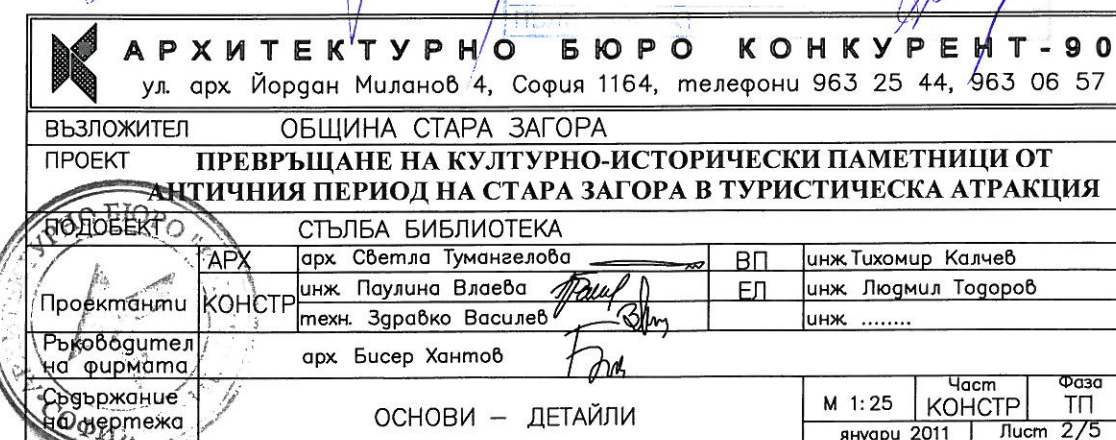 АРХИТЕКТУРНО БЮРО КОНКУРЕНТ-90
ул. арх. Йордан Миланов 4, София 1164, телефони 963 25 44, 963 06 57
ВЪЗЛОЖИТЕЛ ОБЩИНА СТАРА ЗАГОРА
ПРОЕКТ ПРЕВРЪЩАНЕ НА КУЛТУРНО-ИСТОРИЧЕСКИ ПАМЕТНИЦИ ОТ
АНТИЧНИЯ ПЕРИОД НА СТАРА ЗАГОРА В ТУРИСТИЧЕСКА АТРАКЦИЯ
ПОДОБЕКТ СТЪЛБА БИБЛИОТЕКА
Проектанти
АРХ арх. Светла Тумангелова ВП инж. Тихомир Калчев
КОНСТР инж. Паулина Влаева ЕЛ инж. Людмил Тодоров
техн. Здравко Василев инж. ........
Ръководител
на фирмата арх. Бисер Хантов
Съдържание
на чертежа ОСНОВИ – ДЕТАЙЛИ
М 1:25 Част КОНСТР Фаза ТП
януари 2011 Лист 2/5